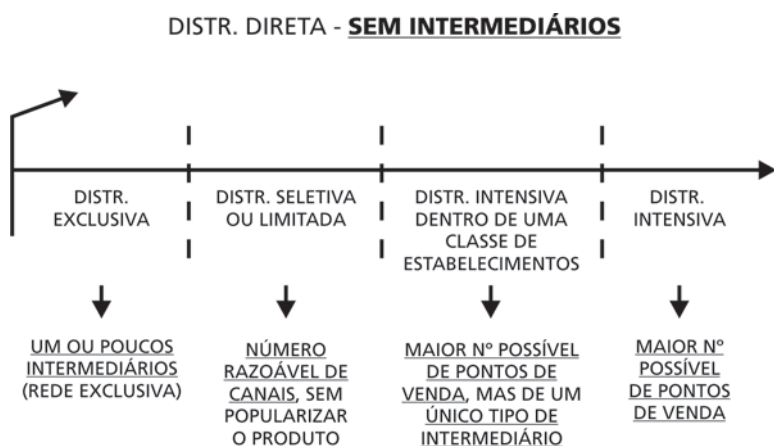 DISTR. DIRETA - SEM INTERMEDIÁRIOS
DISTR.
EXCLUSIVA
DISTR. SELETIVA
OU LIMITADA
DISTR. INTENSIVA
DENTRO DE UMA
CLASSE DE
ESTABELECIMENTOS
DISTR.
INTENSIVA
UM OU POUCOS
INTERMEDIÁRIOS
(REDE EXCLUSIVA)
NÚMERO
RAZOÁVEL DE
CANAIS, SEM
POPULARIZAR
O PRODUTO
MAIOR Nº POSSÍVEL
DE PONTOS DE
VENDA, MAS DE UM
ÚNICO TIPO DE
INTERMEDIÁRIO
MAIOR Nº
POSSÍVEL
DE PONTOS
DE VENDA